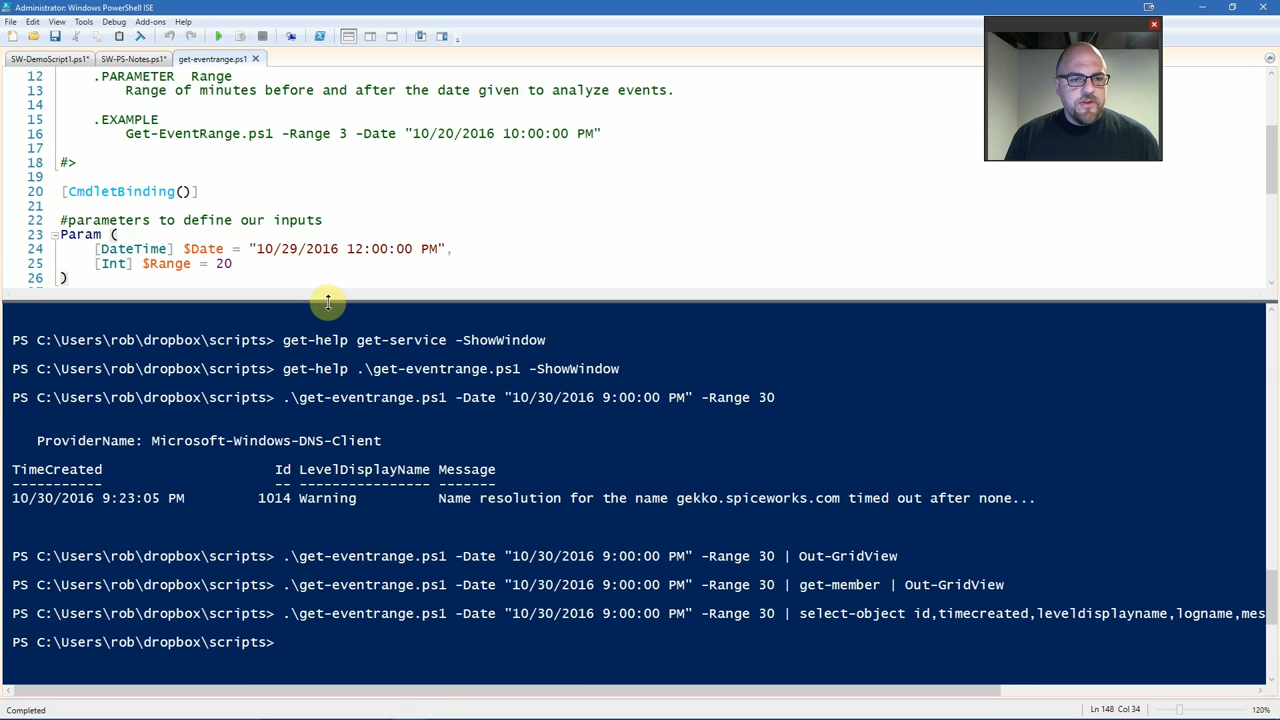 Administrator: Windows PowerShell ISE
File Edit View Tools Debug Add-ons Help
SW-DemoScript1.ps1* SW-PS-Notes.ps1* get-eventrange.ps1
12 .PARAMETER Range
13 Range of minutes before and after the date given to analyze events.
14
15 .EXAMPLE
16 Get-EventRange.ps1 -Range 3 -Date "10/20/2016 10:00:00 PM"
17
18 #>
19
20 [CmdletBinding()]
21
22 #parameters to define our inputs
23 Param (
24 [DateTime] $Date = "10/29/2016 12:00:00 PM",
25 [Int] $Range = 20
26 )
PS C:\Users\rob\dropbox\scripts> get-help get-service -ShowWindow
PS C:\Users\rob\dropbox\scripts> get-help .\get-eventrange.ps1 -ShowWindow
PS C:\Users\rob\dropbox\scripts> .\get-eventrange.ps1 -Date "10/30/2016 9:00:00 PM" -Range 30
ProviderName: Microsoft-Windows-DNS-Client
TimeCreated Id LevelDisplayName Message
----------- -- ---------------- -------
10/30/2016 9:23:05 PM 1014 Warning Name resolution for the name gekko.spiceworks.com timed out after none...
PS C:\Users\rob\dropbox\scripts> .\get-eventrange.ps1 -Date "10/30/2016 9:00:00 PM" -Range 30 | Out-GridView
PS C:\Users\rob\dropbox\scripts> .\get-eventrange.ps1 -Date "10/30/2016 9:00:00 PM" -Range 30 | get-member | Out-GridView
PS C:\Users\rob\dropbox\scripts> .\get-eventrange.ps1 -Date "10/30/2016 9:00:00 PM" -Range 30 | select-object id,timecreated,leveldisplayname,logname,mes
PS C:\Users\rob\dropbox\scripts>
Completed Ln 148 Col 34 120%